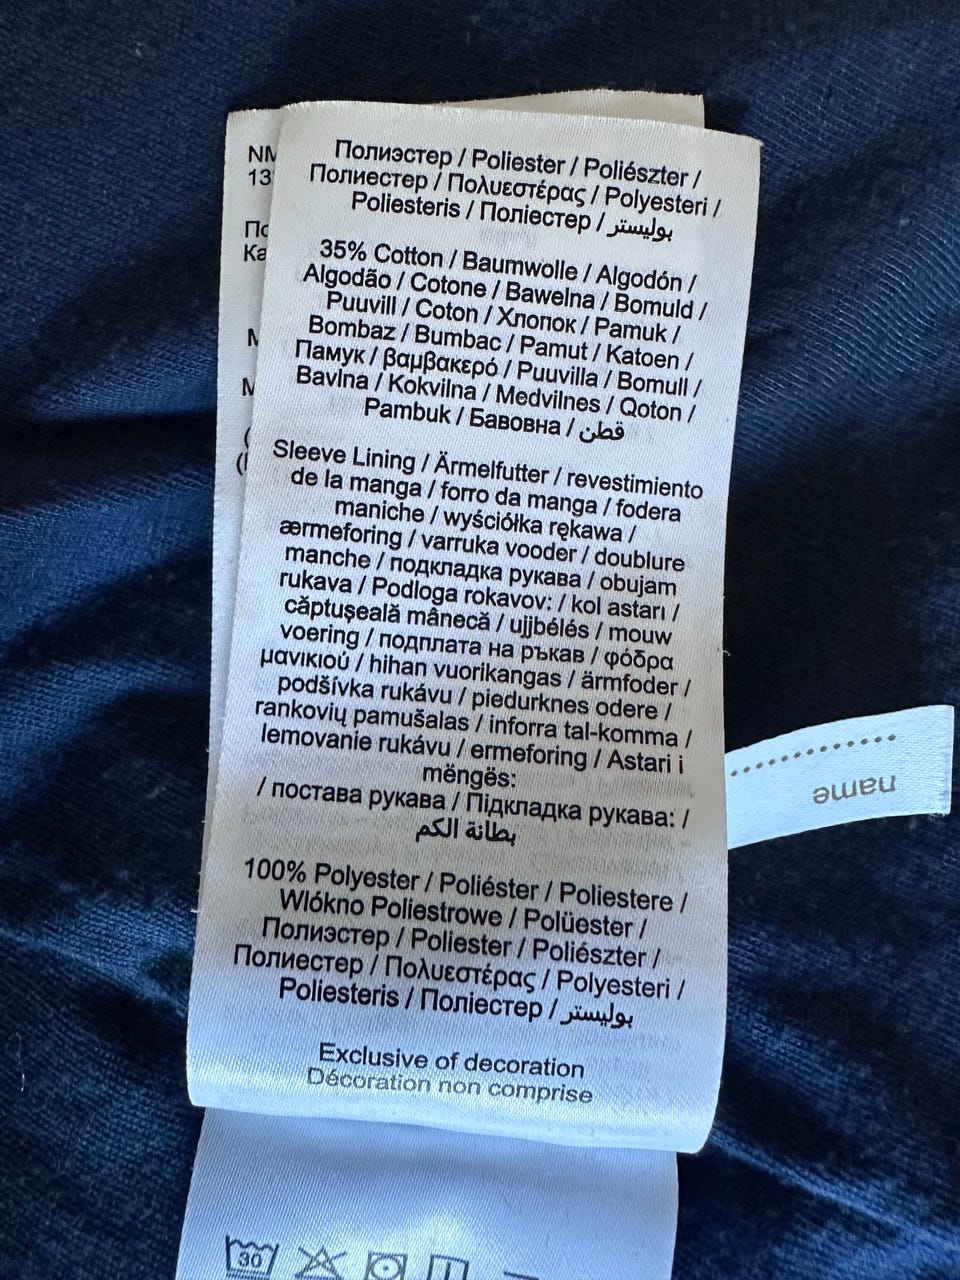 Полиэстер / Poliester / Poliészter /
Полиестер / Πολυεστέρας / Polyesteri /
Poliesteris / Поліестер / بوليستر
35% Cotton / Baumwolle / Algodón /
Algodão / Cotone / Bawełna / Bomuld /
Puuvill / Coton / Хлопок / Pamuk /
Bombaz / Bumbac / Pamut / Katoen /
Памук / βαμβακερό / Puuvilla / Bomull /
Bavlna / Kokvilna / Medvilnes / Qoton /
Pambuk / Бавовна / قطن
Sleeve Lining / Ärmelfutter / revestimiento
de la manga / forro da manga / fodera
maniche / wyściółka rękawa /
ærmeforing / varruka vooder / doublure
manche / подкладка рукава / obujam
rukava / Podloga rokavov: / kol astarı /
căptușeală mânecă / ujjbélés / mouw
voering / подплата на ръкав / φόδρα
μανικιού / hihan vuorikangas / ärmfoder /
podšívka rukávu / piedurknes odere /
rankovių pamušalas / inforra tal-komma /
lemovanie rukávu / ermeforing / Astari i
mëngës:
/ постава рукава / Підкладка рукава: /
بطانة الكم
100% Polyester / Poliéster / Poliestere /
Wlókno Poliestrowe / Polüester /
Полиэстер / Poliester / Poliészter /
Полиестер / Πολυεστέρας / Polyesteri /
Poliesteris / Поліестер / بوليستر
Exclusive of decoration
Décoration non comprise
name
30